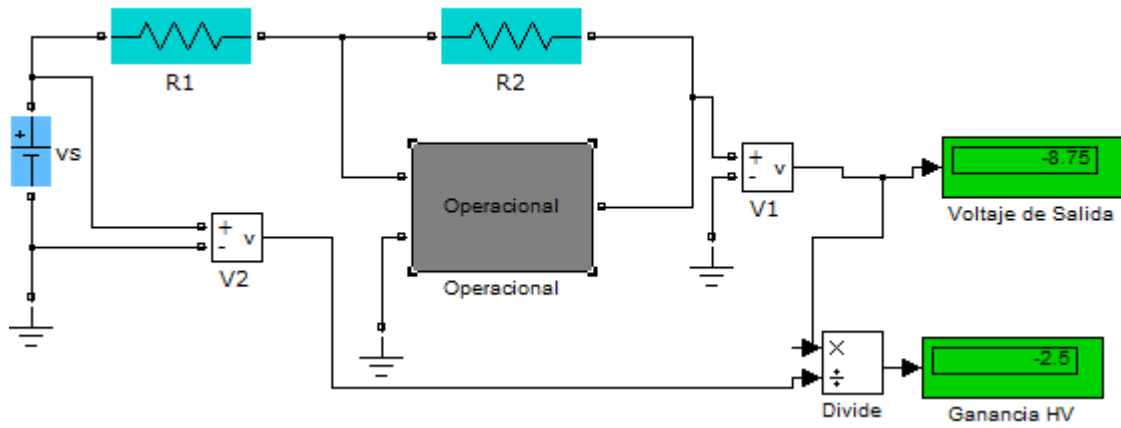 R1
R2
+
vs
Operacional
+
-
v
V1
-8.75
Voltaje de Salida
+
-
v
V2
Operacional
×
÷
Divide
-2.5
Ganancia HV